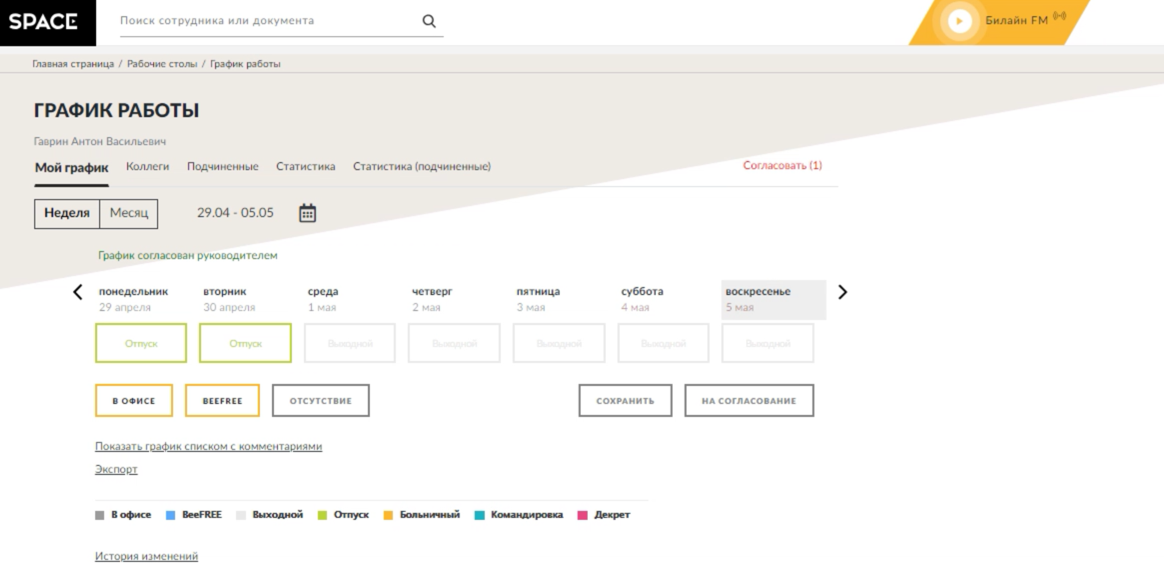 SPACE
Поиск сотрудника или документа
Билайн FM
Главная страница / Рабочие столы / График работы
ГРАФИК РАБОТЫ
Гаврин Антон Васильевич
Мой график Коллеги Подчиненные Статистика Статистика (подчиненные) Согласовать (1)
Неделя Месяц 29.04 - 05.05
График согласован руководителем
понедельник вторник среда четверг пятница суббота воскресенье
29 апреля 30 апреля 1 мая 2 мая 3 мая 4 мая 5 мая
Отпуск Отпуск Выходной Выходной Выходной Выходной Выходной
В ОФИСЕ BEEFREE ОТСУТСТВИЕ СОХРАНИТЬ НА СОГЛАСОВАНИЕ
Показать график списком с комментариями
Экспорт
В офисе BeeFREE Выходной Отпуск Больничный Командировка Декрет
История изменений